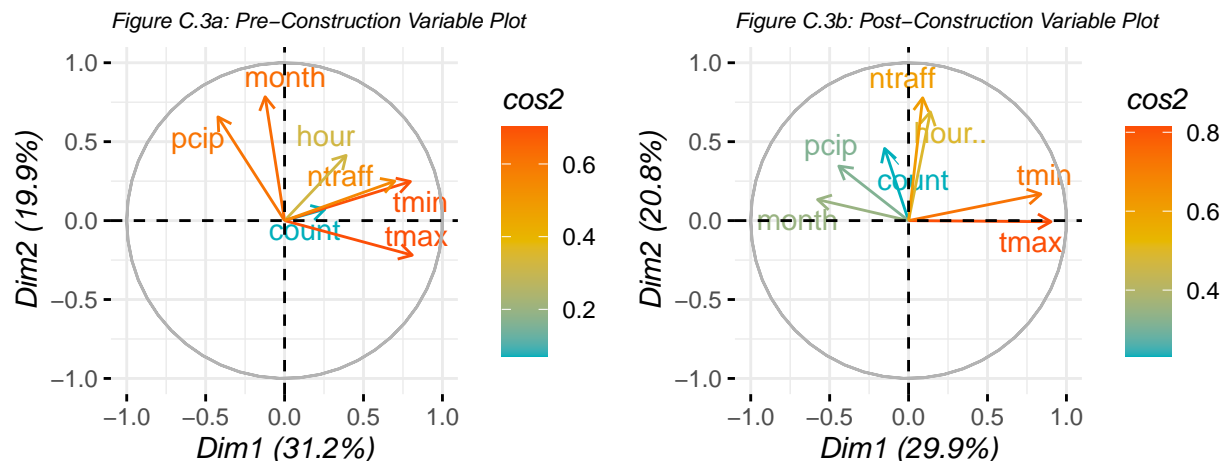 Figure C.3a: Pre−Construction Variable Plot
1.0
0.5
0.0
−0.5
−1.0
Dim2 (19.9%)
month
pcip
hour
ntraff
tmin
count
tmax
−1.0 −0.5 0.0 0.5 1.0
Dim1 (31.2%)
cos2
0.6
0.4
0.2
Figure C.3b: Post−Construction Variable Plot
1.0
0.5
0.0
−0.5
−1.0
Dim2 (20.8%)
ntraff
hour..
pcip
count
tmin
month
tmax
−1.0 −0.5 0.0 0.5 1.0
Dim1 (29.9%)
cos2
0.8
0.6
0.4